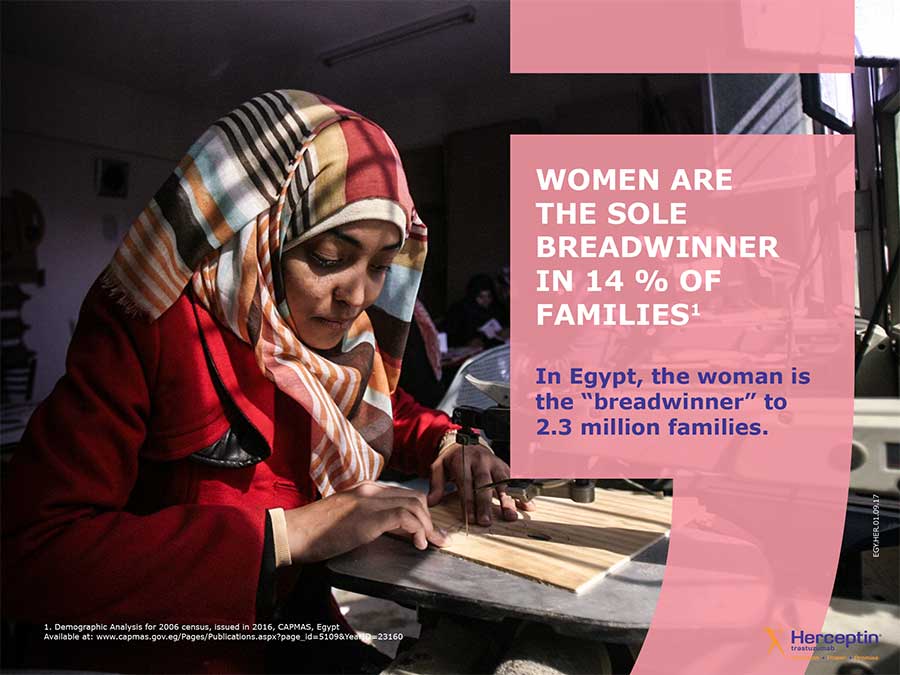 WOMEN ARE
THE SOLE
BREADWINNER
IN 14 % OF
FAMILIES¹
In Egypt, the woman is
the “breadwinner” to
2.3 million families.
EGY.HER.01.09.17
1. Demographic Analysis for 2006 census, issued in 2016, CAPMAS, Egypt
Available at: www.capmas.gov.eg/Pages/Publications.aspx?page_id=5109&YearID=23160
Herceptin®
trastuzumab
• Power • Promise